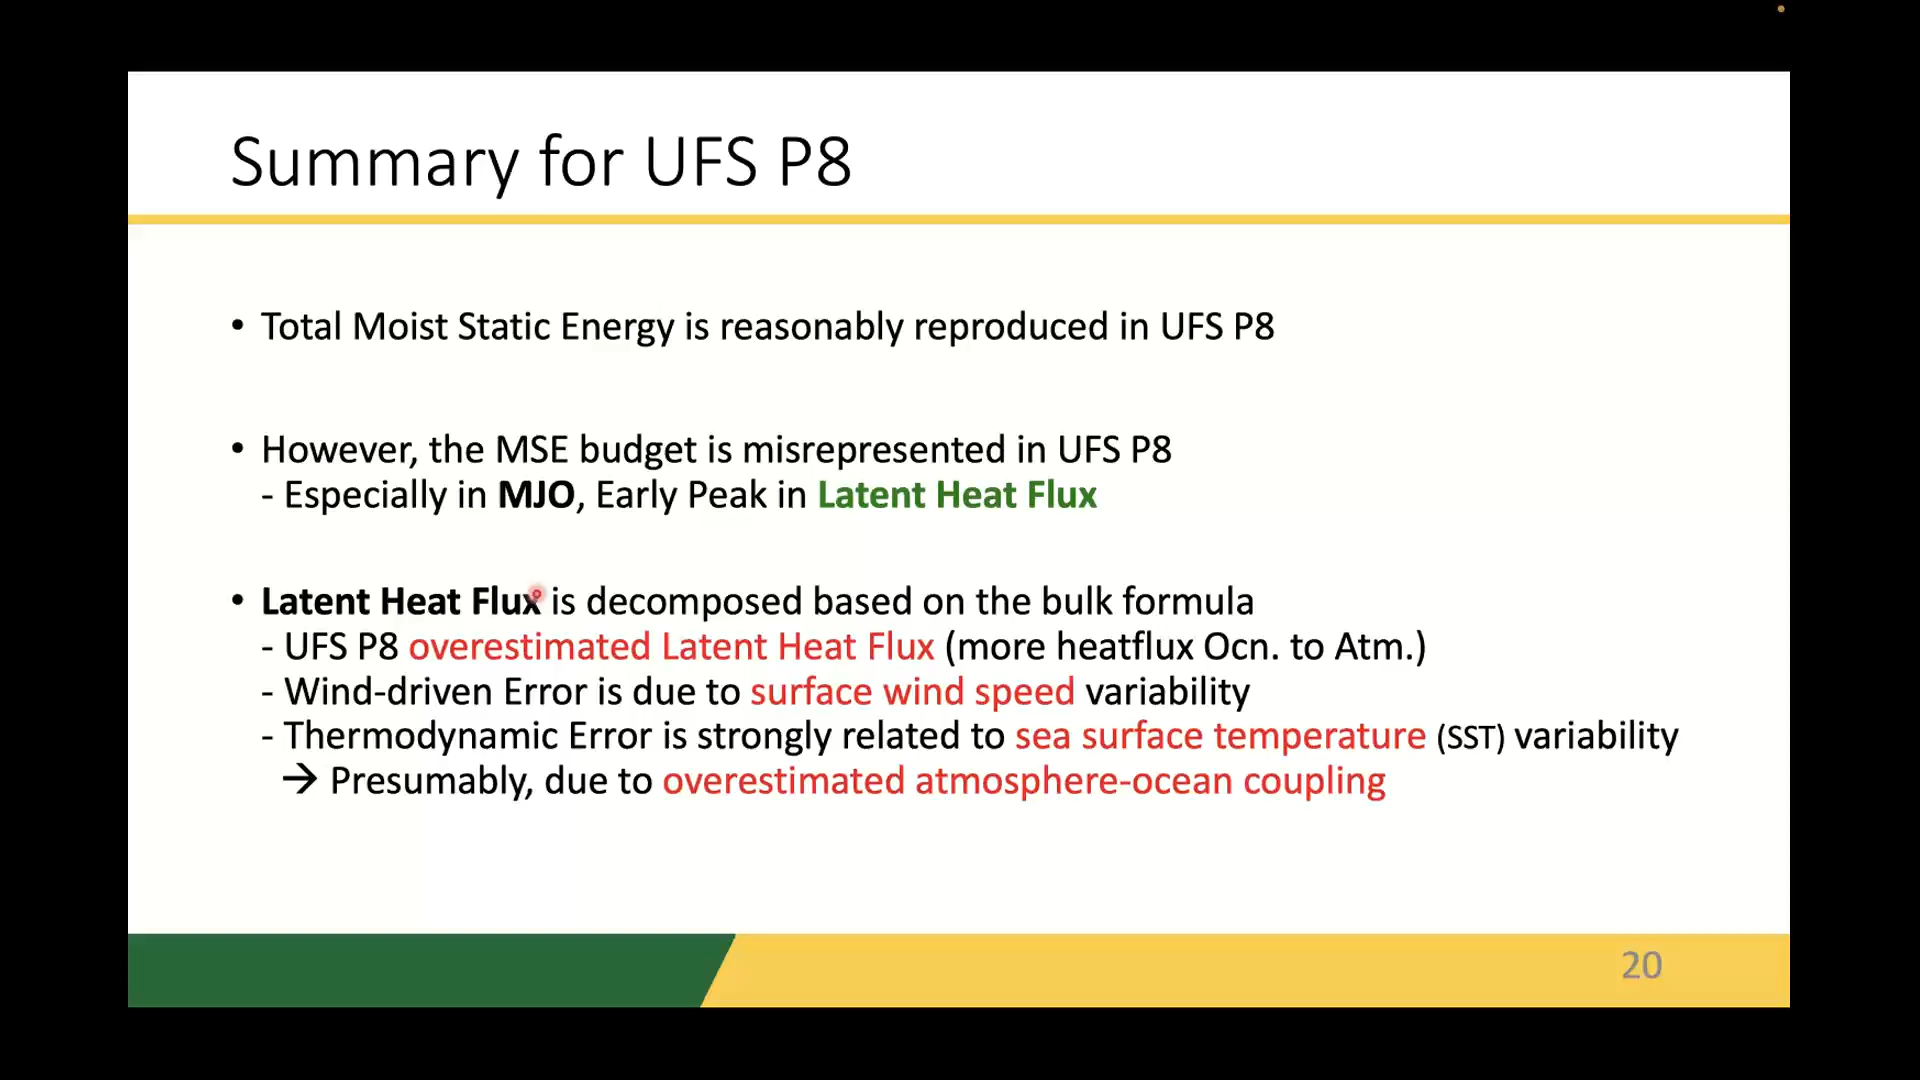 Summary for UFS P8
• Total Moist Static Energy is reasonably reproduced in UFS P8
• However, the MSE budget is misrepresented in UFS P8
- Especially in MJO, Early Peak in Latent Heat Flux
• Latent Heat Flux is decomposed based on the bulk formula
- UFS P8 overestimated Latent Heat Flux (more heatflux Ocn. to Atm.)
- Wind-driven Error is due to surface wind speed variability
- Thermodynamic Error is strongly related to sea surface temperature (SST) variability
→ Presumably, due to overestimated atmosphere-ocean coupling
20